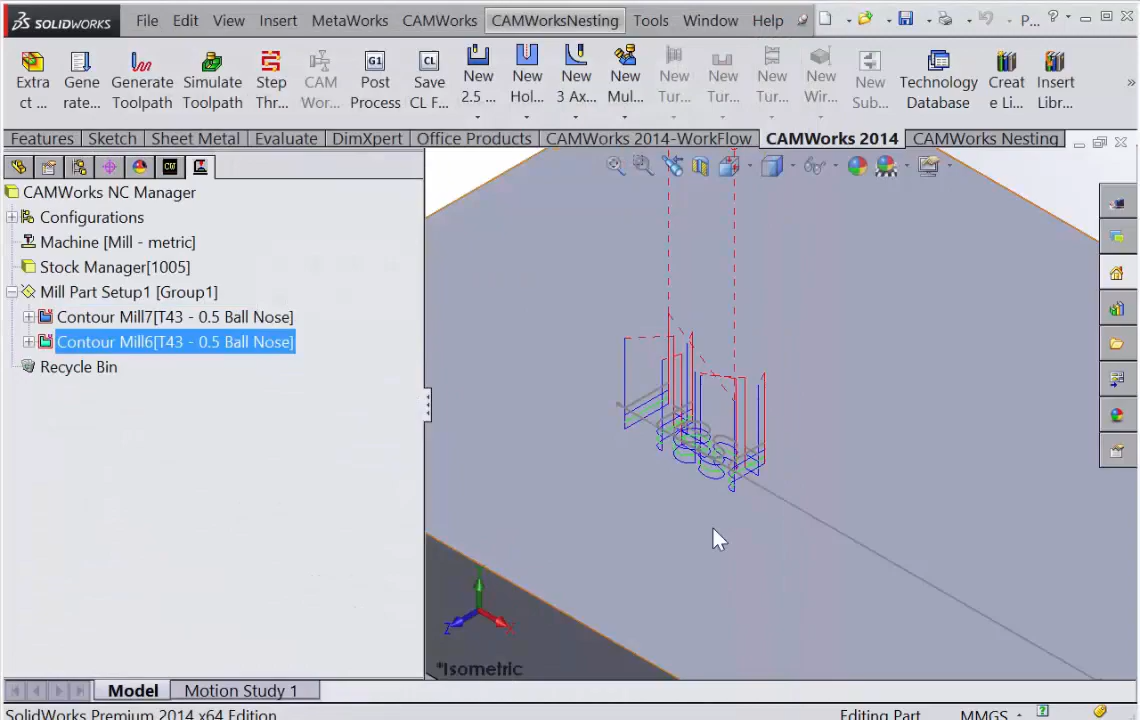 SOLIDWORKS File Edit View Insert MetaWorks CAMWorks CAMWorksNesting Tools Window Help P... ?
Extra ct ... Gene rate... Generate Toolpath Simulate Toolpath Step Thr... CAM Wor... Post Process Save CL F... New 2.5 ... New Hol... New 3 Ax... New Mul... New Tur... New Tur... New Tur... New Wir... New Sub... Technology Database Creat e Li... Insert Libr... »
Features Sketch Sheet Metal Evaluate DimXpert Office Products CAMWorks 2014-WorkFlow CAMWorks 2014 CAMWorks Nesting
CAMWorks NC Manager
Configurations
Machine [Mill - metric]
Stock Manager[1005]
Mill Part Setup1 [Group1]
Contour Mill7[T43 - 0.5 Ball Nose]
Contour Mill6[T43 - 0.5 Ball Nose]
Recycle Bin
*Isometric
Model Motion Study 1
SolidWorks Premium 2014 x64 Edition Editing Part MMGS